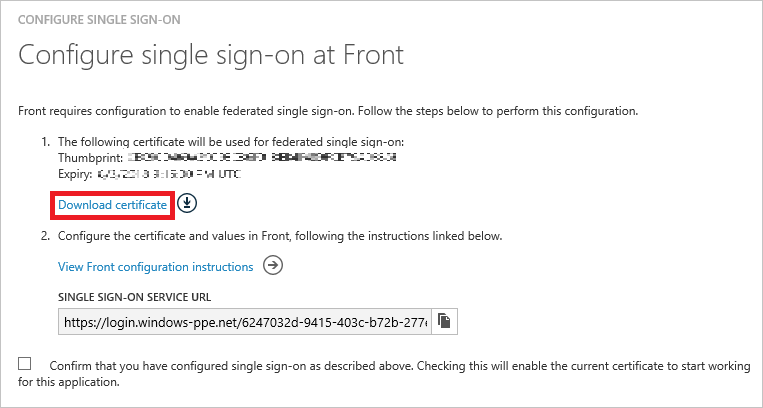 CONFIGURE SINGLE SIGN-ON
Configure single sign-on at Front
Front requires configuration to enable federated single sign-on. Follow the steps below to perform this configuration.
1. The following certificate will be used for federated single sign-on:
Thumbprint:
Expiry: UTC
Download certificate
2. Configure the certificate and values in Front, following the instructions linked below.
View Front configuration instructions
SINGLE SIGN-ON SERVICE URL
https://login.windows-ppe.net/6247032d-9415-403c-b72b-277e
Confirm that you have configured single sign-on as described above. Checking this will enable the current certificate to start working
for this application.